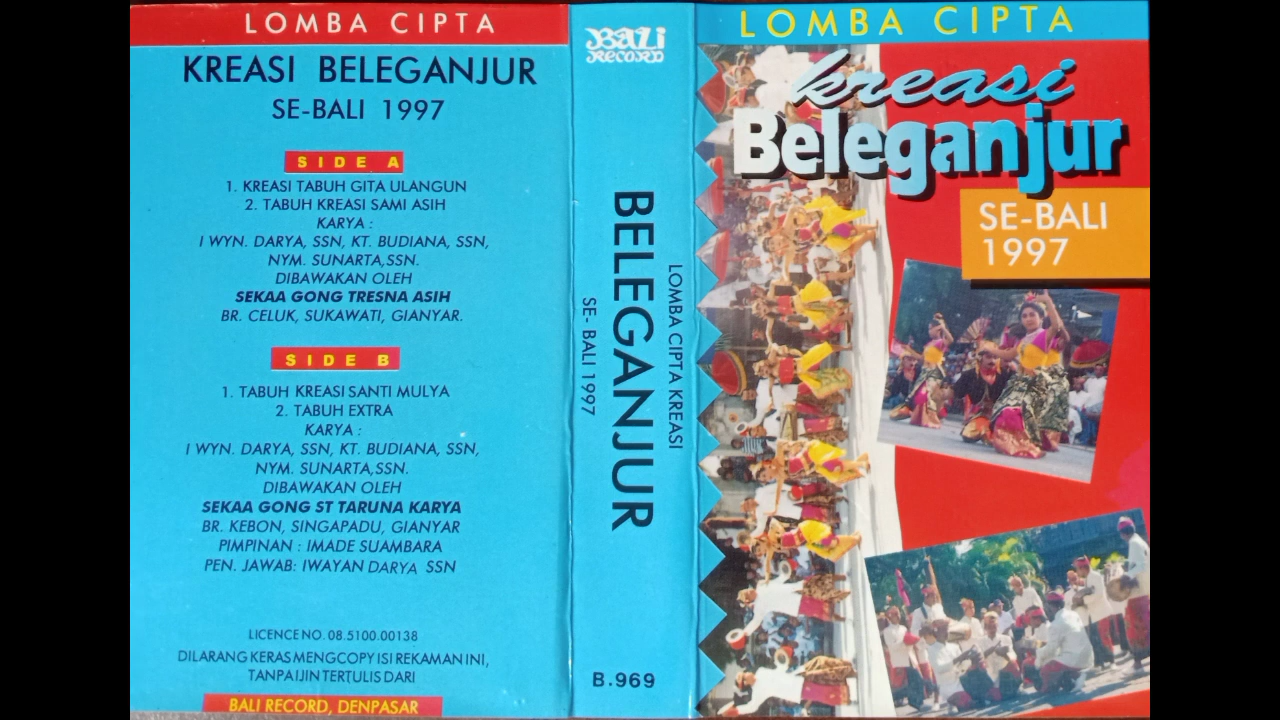 LOMBA CIPTA
KREASI BELEGANJUR
SE-BALI 1997
SIDE A
1. KREASI TABUH GITA ULANGUN
2. TABUH KREASI SAMI ASIH
KARYA :
I WYN. DARYA, SSN, KT. BUDIANA, SSN,
NYM. SUNARTA,SSN.
DIBAWAKAN OLEH
SEKAA GONG TRESNA ASIH
BR. CELUK, SUKAWATI, GIANYAR.
SIDE B
1. TABUH KREASI SANTI MULYA
2. TABUH EXTRA
KARYA :
I WYN. DARYA, SSN, KT. BUDIANA, SSN,
NYM. SUNARTA,SSN.
DIBAWAKAN OLEH
SEKAA GONG ST TARUNA KARYA
BR. KEBON, SINGAPADU, GIANYAR
PIMPINAN : IMADE SUAMBARA
PEN. JAWAB: IWAYAN DARYA SSN
LICENCE NO. 08.5100.00138
DILARANG KERAS MENGCOPY ISI REKAMAN INI,
TANPA IJIN TERTULIS DARI
BALI RECORD, DENPASAR
BALI
RECORD
LOMBA CIPTA KREASI
BELEGANJUR
SE- BALI 1997
B.969
LOMBA CIPTA
kreasi
Beleganjur
SE-BALI
1997